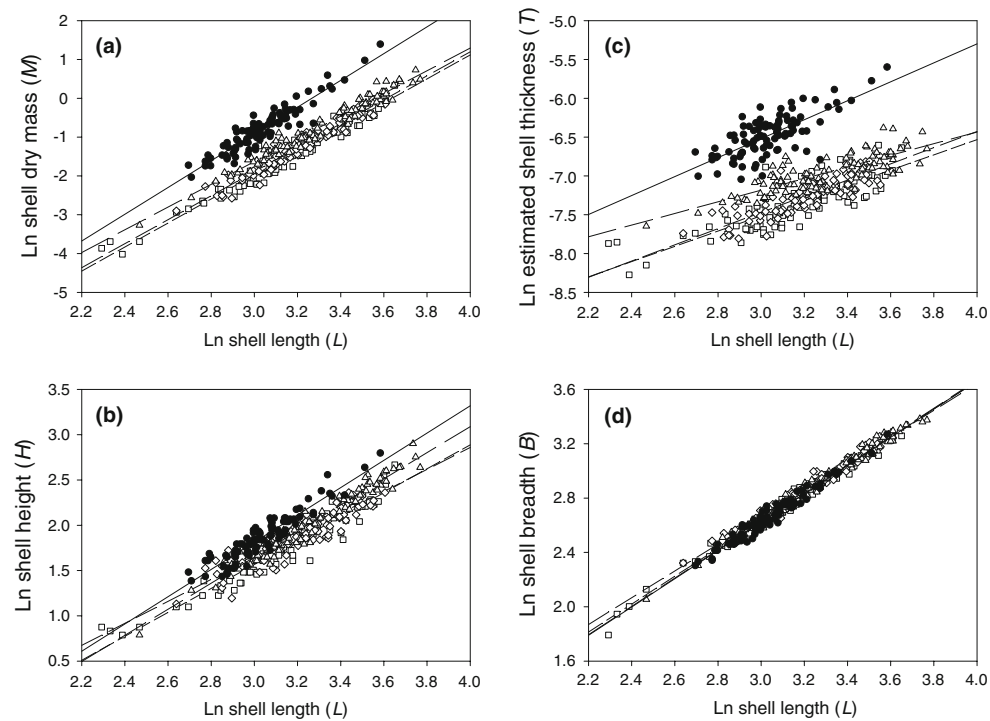 (a)
Ln shell dry mass (M)
2
1
0
-1
-2
-3
-4
-5
2.2 2.4 2.6 2.8 3.0 3.2 3.4 3.6 3.8 4.0
Ln shell length (L)
(c)
Ln estimated shell thickness (T)
-5.0
-5.5
-6.0
-6.5
-7.0
-7.5
-8.0
-8.5
2.2 2.4 2.6 2.8 3.0 3.2 3.4 3.6 3.8 4.0
Ln shell length (L)
(b)
Ln shell height (H)
3.5
3.0
2.5
2.0
1.5
1.0
0.5
2.2 2.4 2.6 2.8 3.0 3.2 3.4 3.6 3.8 4.0
Ln shell length (L)
(d)
Ln shell breadth (B)
3.6
3.2
2.8
2.4
2.0
1.6
2.2 2.4 2.6 2.8 3.0 3.2 3.4 3.6 3.8 4.0
Ln shell length (L)